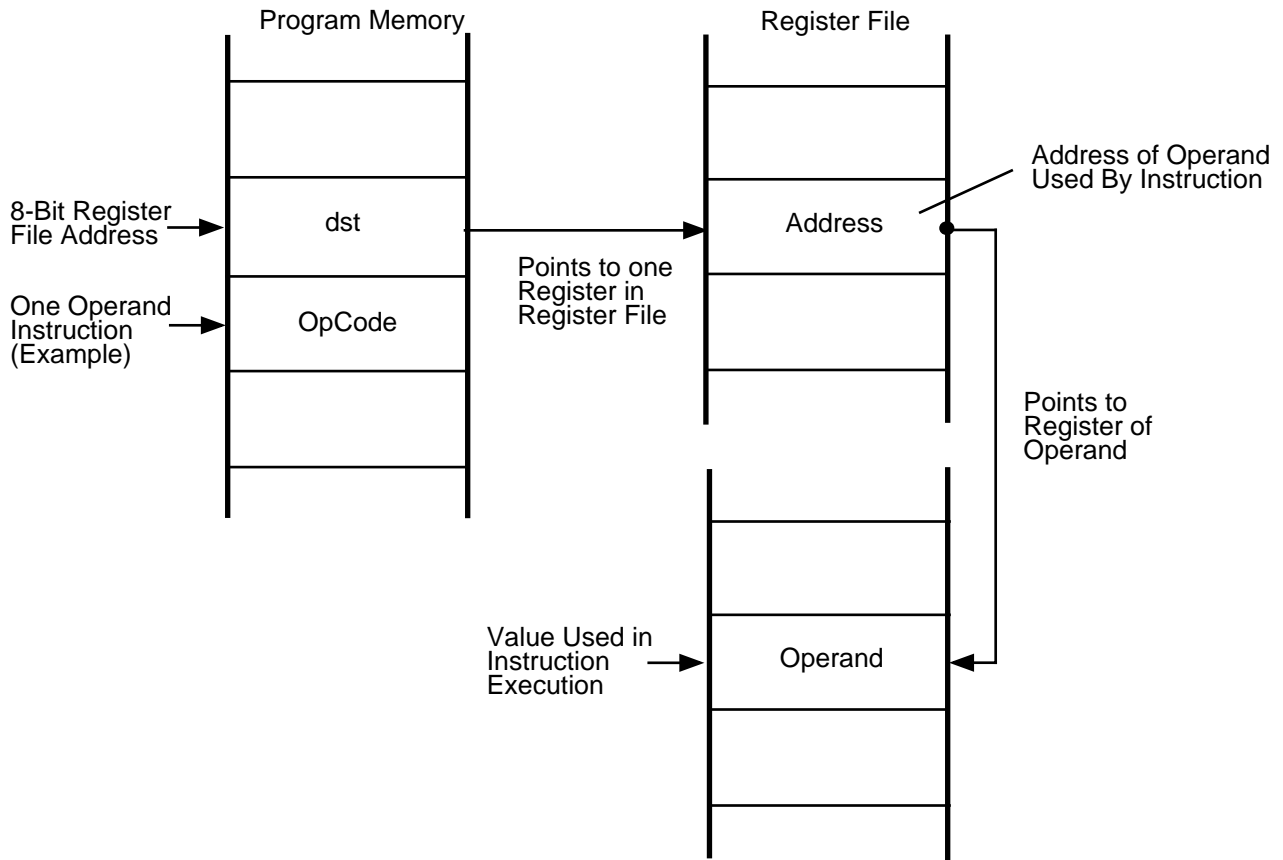 Program Memory
Register File
Address of Operand
Used By Instruction
8-Bit Register
File Address
dst
Address
Points to one
Register in
Register File
One Operand
Instruction
(Example)
OpCode
Points to
Register of
Operand
Value Used in
Instruction
Execution
Operand